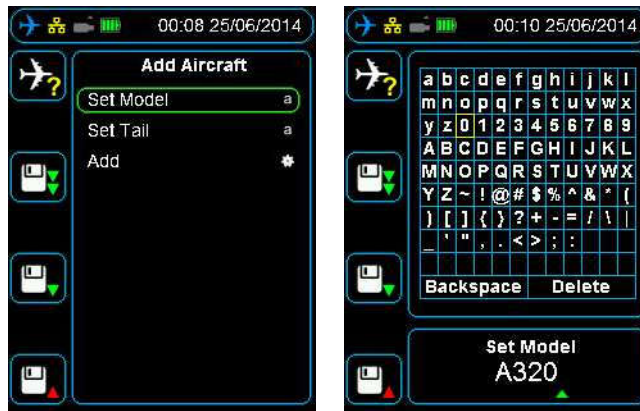 00:08 25/06/2014
Add Aircraft
Set Model a
Set Tail a
Add
00:10 25/06/2014
a b c d e f g h i j k l
m n o p q r s t u v w x
y z 0 1 2 3 4 5 6 7 8 9
A B C D E F G H I J K L
M N O P Q R S T U V W X
Y Z ~ ! @ # $ % ^ & * (
) [ ] { } ? + - = / \ |
_ ' " , . < > ; :
Backspace Delete
Set Model
A320